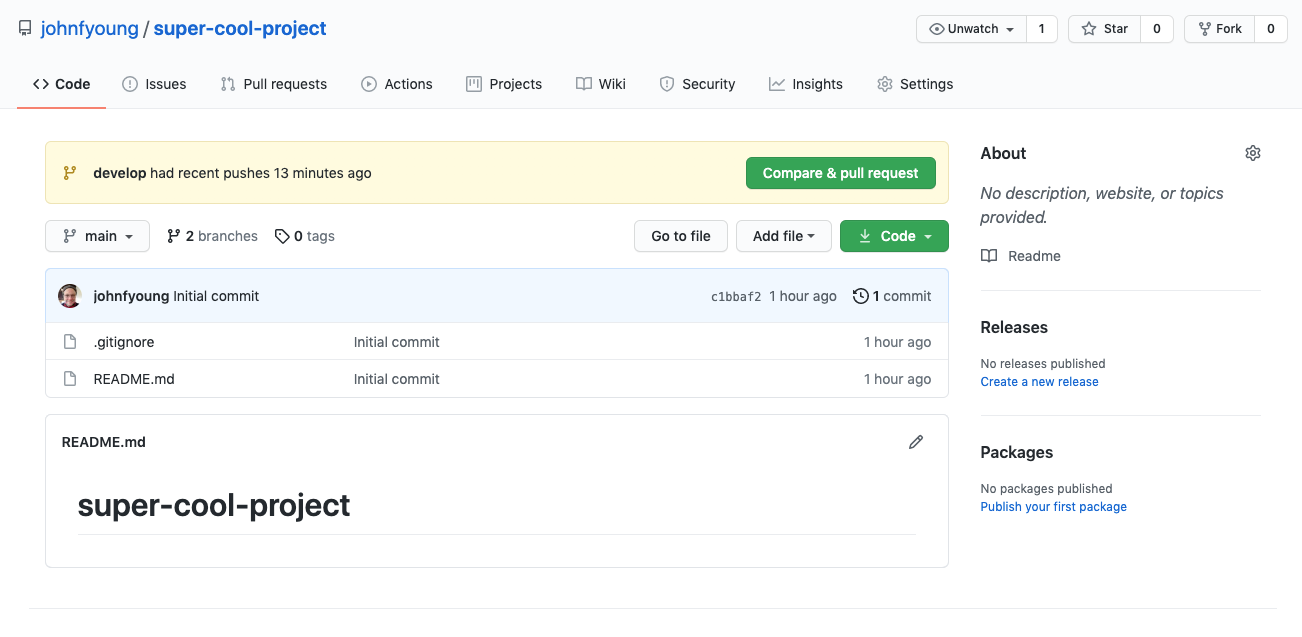 johnfyoung / super-cool-project
Unwatch 1 Star 0 Fork 0
Code Issues Pull requests Actions Projects Wiki Security Insights Settings
develop had recent pushes 13 minutes ago Compare & pull request
main 2 branches 0 tags Go to file Add file Code
johnfyoung Initial commit c1bbaf2 1 hour ago 1 commit
.gitignore Initial commit 1 hour ago
README.md Initial commit 1 hour ago
README.md
super-cool-project
About
No description, website, or topics
provided.
Readme
Releases
No releases published
Create a new release
Packages
No packages published
Publish your first package